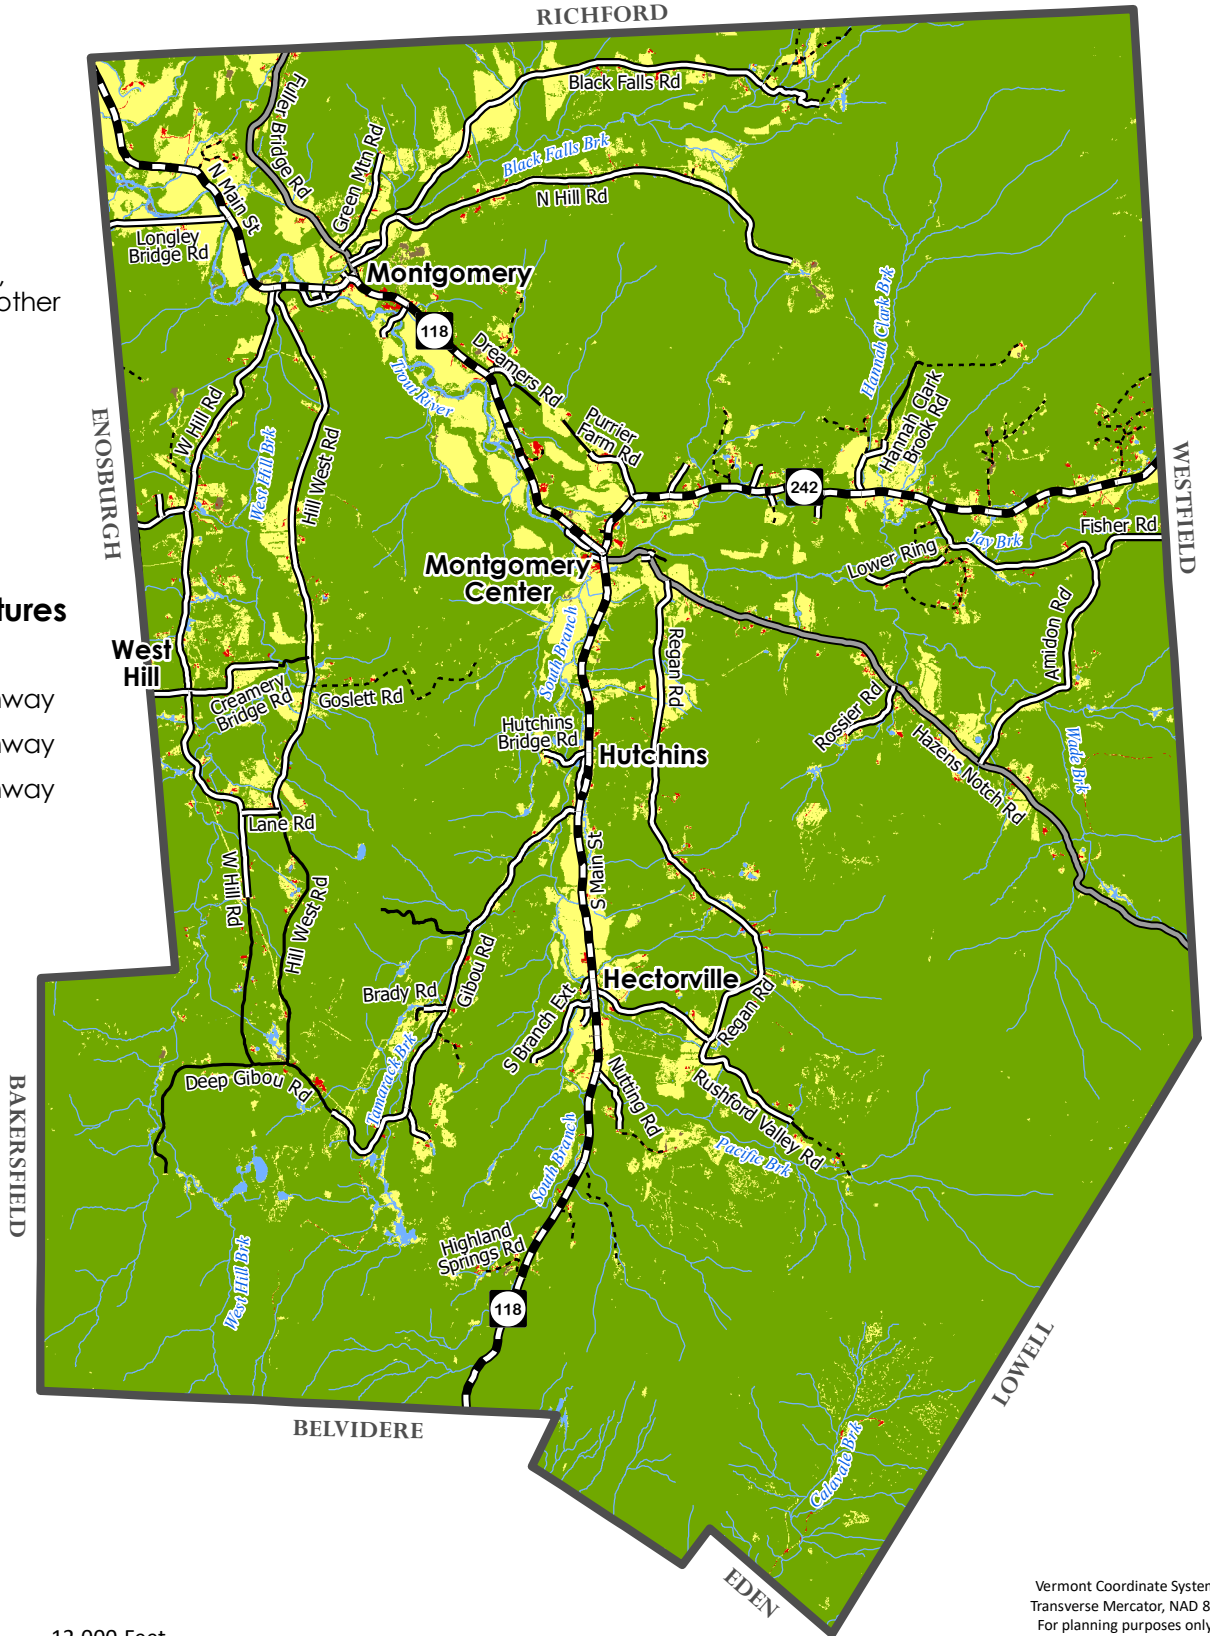 RICHFORD
Black Falls Rd
Fuller Bridge Rd
Green Mtn Rd
Black Falls Brk
N Main St
N Hill Rd
Longley
Bridge Rd
Montgomery
other
118
Hannah Clark Brk
Dreamers Rd
Trout River
Hannah Clark
Brook Rd
W Hill Rd
Purrier
Farm Rd
ENOSBURGH
West Hill Brk
Hill West Rd
WESTFIELD
242
Fisher Rd
Jay Brk
Lower Ring
Montgomery
Center
tures
South Branch
Amidon Rd
West
Hill
Regan Rd
way
Creamery
Bridge Rd
Goslett Rd
Rossier Rd
Hutchins
Bridge Rd
Hutchins
way
Hazens Notch Rd
Wade Brk
way
Lane Rd
W Hill Rd
S Main St
Hill West Rd
Gibou Rd
Hectorville
Brady Rd
S Branch Ext
Regan Rd
Tamarack Brk
Deep Gibou Rd
Nutting Rd
Rushford Valley Rd
BAKERSFIELD
South Branch
Pacific Brk
West Hill Brk
Highland
Springs Rd
118
LOWELL
BELVIDERE
Calavale Brk
EDEN
Vermont Coordinate System
Transverse Mercator, NAD 8
For planning purposes only
12,000 Feet